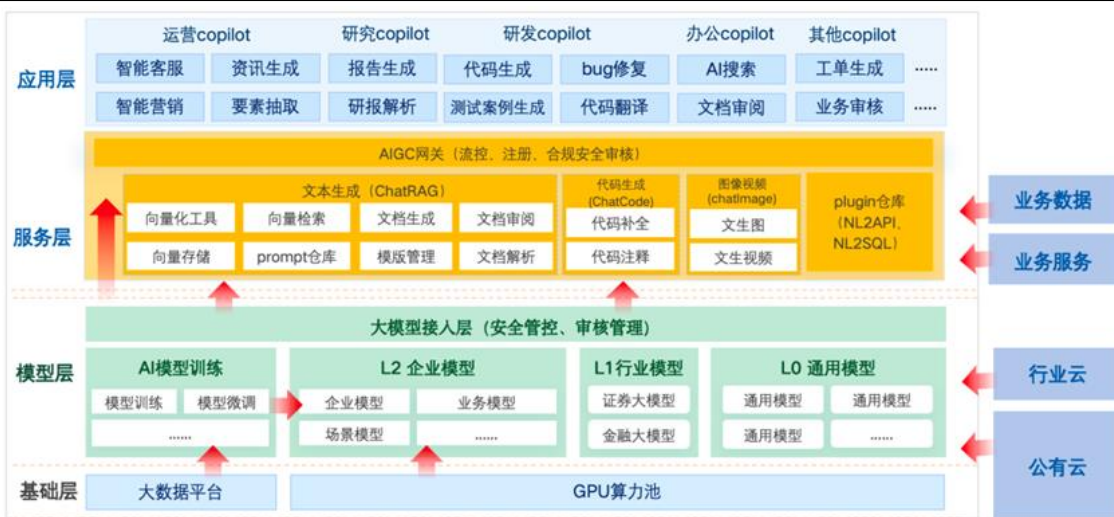 运营copilot 研究copilot 研发copilot 办公copilot 其他copilot
应用层
智能客服 资讯生成 报告生成 代码生成 bug修复 AI搜索 工单生成 .....
智能营销 要素抽取 研报解析 测试案例生成 代码翻译 文档审阅 业务审核 .....
AIGC网关（流控、注册、合规安全审核）
服务层
文本生成（ChatRAG）
向量化工具 向量检索 文档生成 文档审阅
向量存储 prompt仓库 模版管理 文档解析
代码生成
(ChatCode)
代码补全
代码注释
图像视频
(chatImage)
文生图
文生视频
plugin仓库
（NL2API、
NL2SQL）
业务数据
业务服务
大模型接入层（安全管控、审核管理)
模型层
AI模型训练
模型训练 模型微调
......
L2 企业模型
企业模型 业务模型
场景模型 ......
L1行业模型
证券大模型
金融大模型
L0 通用模型
通用模型 通用模型
通用模型 ......
行业云
公有云
基础层
大数据平台 GPU算力池